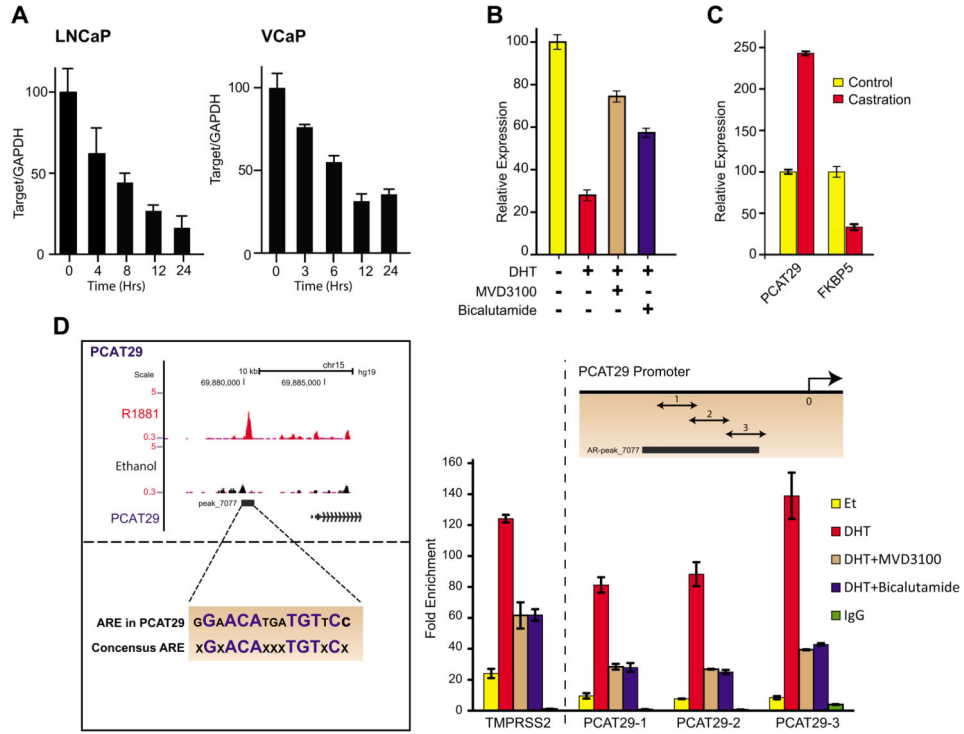 A
LNCaP
Target/GAPDH
100
50
0
0 4 8 12 24
Time (Hrs)
VCaP
Target/GAPDH
100
50
0
0 3 6 12 24
Time (Hrs)
B
Relative Expression
100
80
60
40
20
0
DHT - + + +
MVD3100 - - + -
Bicalutamide - - - +
C
Relative Expression
250
200
150
100
50
0
Control
Castration
PCAT29
FKBP5
D
PCAT29
Scale
10 kb
chr15
hg19
69,880,000
69,885,000
5
R1881
0.3
5
Ethanol
0.3
peak_7077
PCAT29
ARE in PCAT29 GGAACATGATGTTCC
Concensus ARE xGxACAxxxTGTxCx
PCAT29 Promoter
0
1
2
3
AR-peak_7077
Fold Enrichment
160
140
120
100
80
60
40
20
0
Et
DHT
DHT+MVD3100
DHT+Bicalutamide
IgG
TMPRSS2 PCAT29-1 PCAT29-2 PCAT29-3